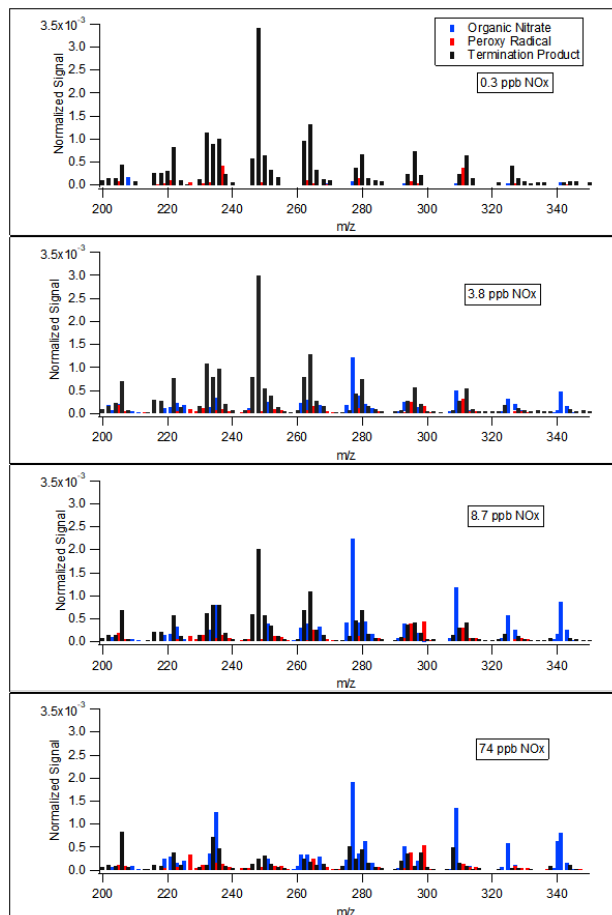 3.5x10⁻³
Organic Nitrate
Peroxy Radical
Termination Product
0.3 ppb NOx
Normalized Signal
3.0
2.5
2.0
1.5
1.0
0.5
0.0
200 220 240 260 280 300 320 340
m/z
3.5x10⁻³
3.8 ppb NOx
Normalized Signal
3.0
2.5
2.0
1.5
1.0
0.5
0.0
200 220 240 260 280 300 320 340
m/z
3.5x10⁻³
8.7 ppb NOx
Normalized Signal
3.0
2.5
2.0
1.5
1.0
0.5
0.0
200 220 240 260 280 300 320 340
m/z
3.5x10⁻³
74 ppb NOx
Normalized Signal
3.0
2.5
2.0
1.5
1.0
0.5
0.0
200 220 240 260 280 300 320 340
m/z